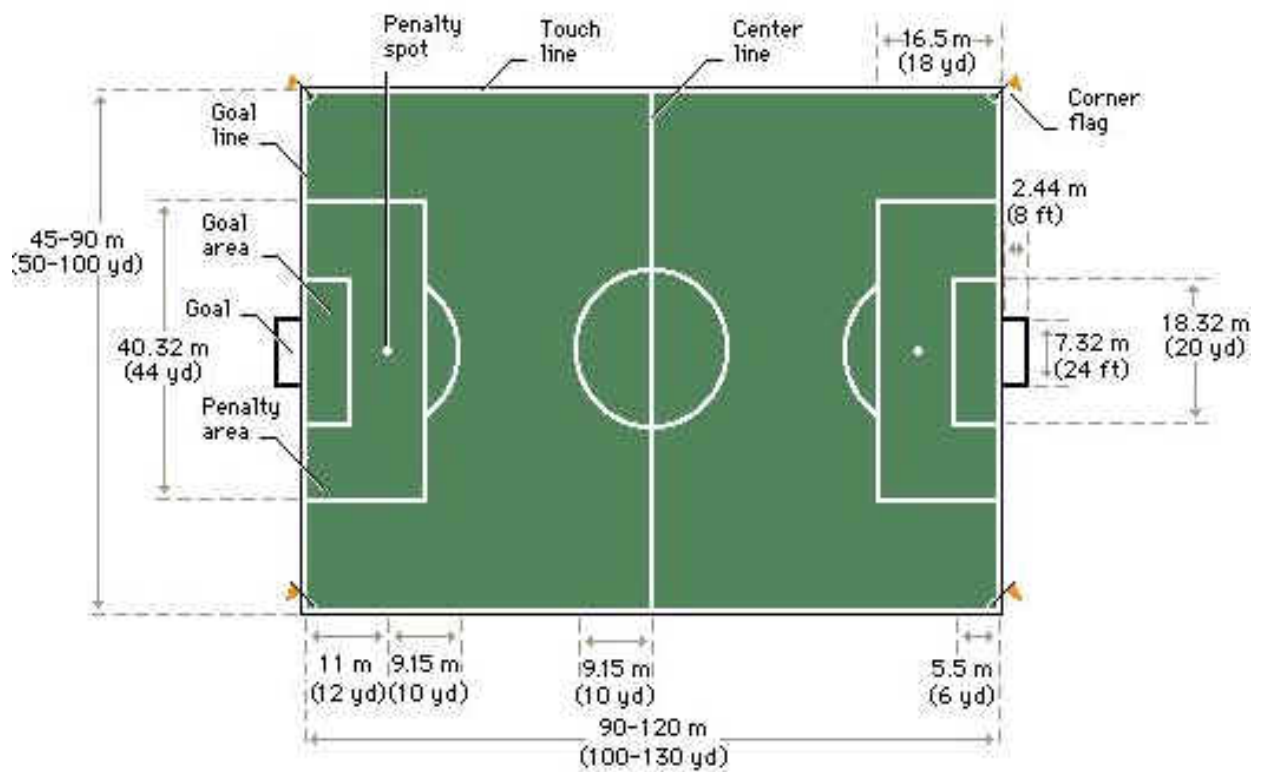 Penalty
spot
Touch
line
Center
line
16.5 m
(18 yd)
Corner
flag
Goal
line
2.44 m
(8 ft)
Goal
area
45-90 m
(50-100 yd)
Goal
40.32 m
(44 yd)
7.32 m
(24 ft)
18.32 m
(20 yd)
Penalty
area
11 m
(12 yd)
9.15 m
(10 yd)
9.15 m
(10 yd)
5.5 m
(6 yd)
90-120 m
(100-130 yd)